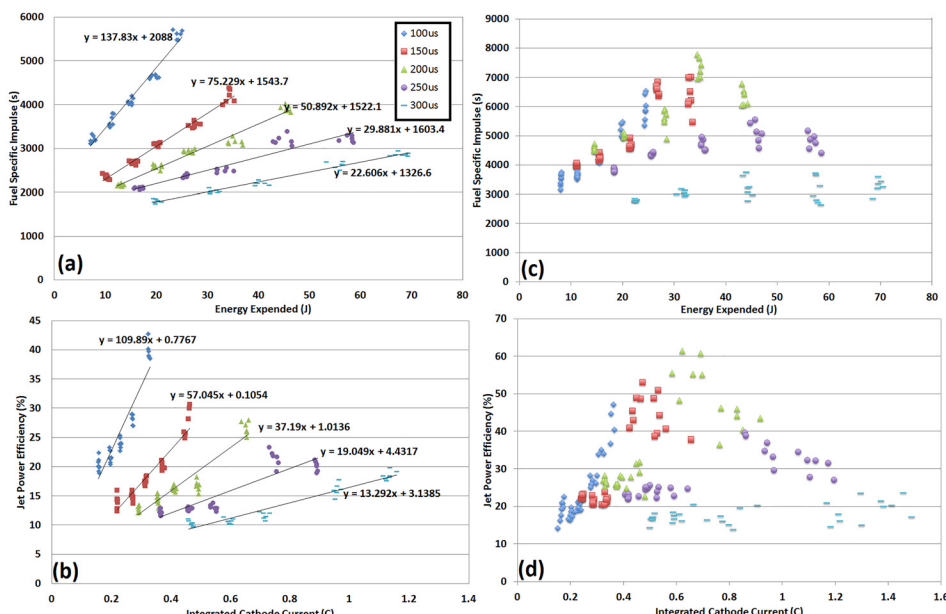 6000
5000
4000
3000
2000
1000
0
Fuel Specific Impulse (s)
y = 137.83x + 2088
y = 75.229x + 1543.7
y = 50.892x + 1522.1
y = 29.881x + 1603.4
y = 22.606x + 1326.6
100us
150us
200us
250us
300us
(a)
0 10 20 30 40 50 60 70 80
Energy Expended (J)
9000
8000
7000
6000
5000
4000
3000
2000
1000
0
Fuel Specific Impulse (s)
(c)
0 10 20 30 40 50 60 70 80
Energy Expended (J)
45
40
35
30
25
20
15
10
5
0
Jet Power Efficiency (%)
y = 109.89x + 0.7767
y = 57.045x + 0.1054
y = 37.19x + 1.0136
y = 19.049x + 4.4317
y = 13.292x + 3.1385
(b)
0 0.2 0.4 0.6 0.8 1 1.2 1.4
Integrated Cathode Current (C)
70
60
50
40
30
20
10
0
Jet Power Efficiency (%)
(d)
0 0.2 0.4 0.6 0.8 1 1.2 1.4 1.6
Integrated Cathode Current (C)